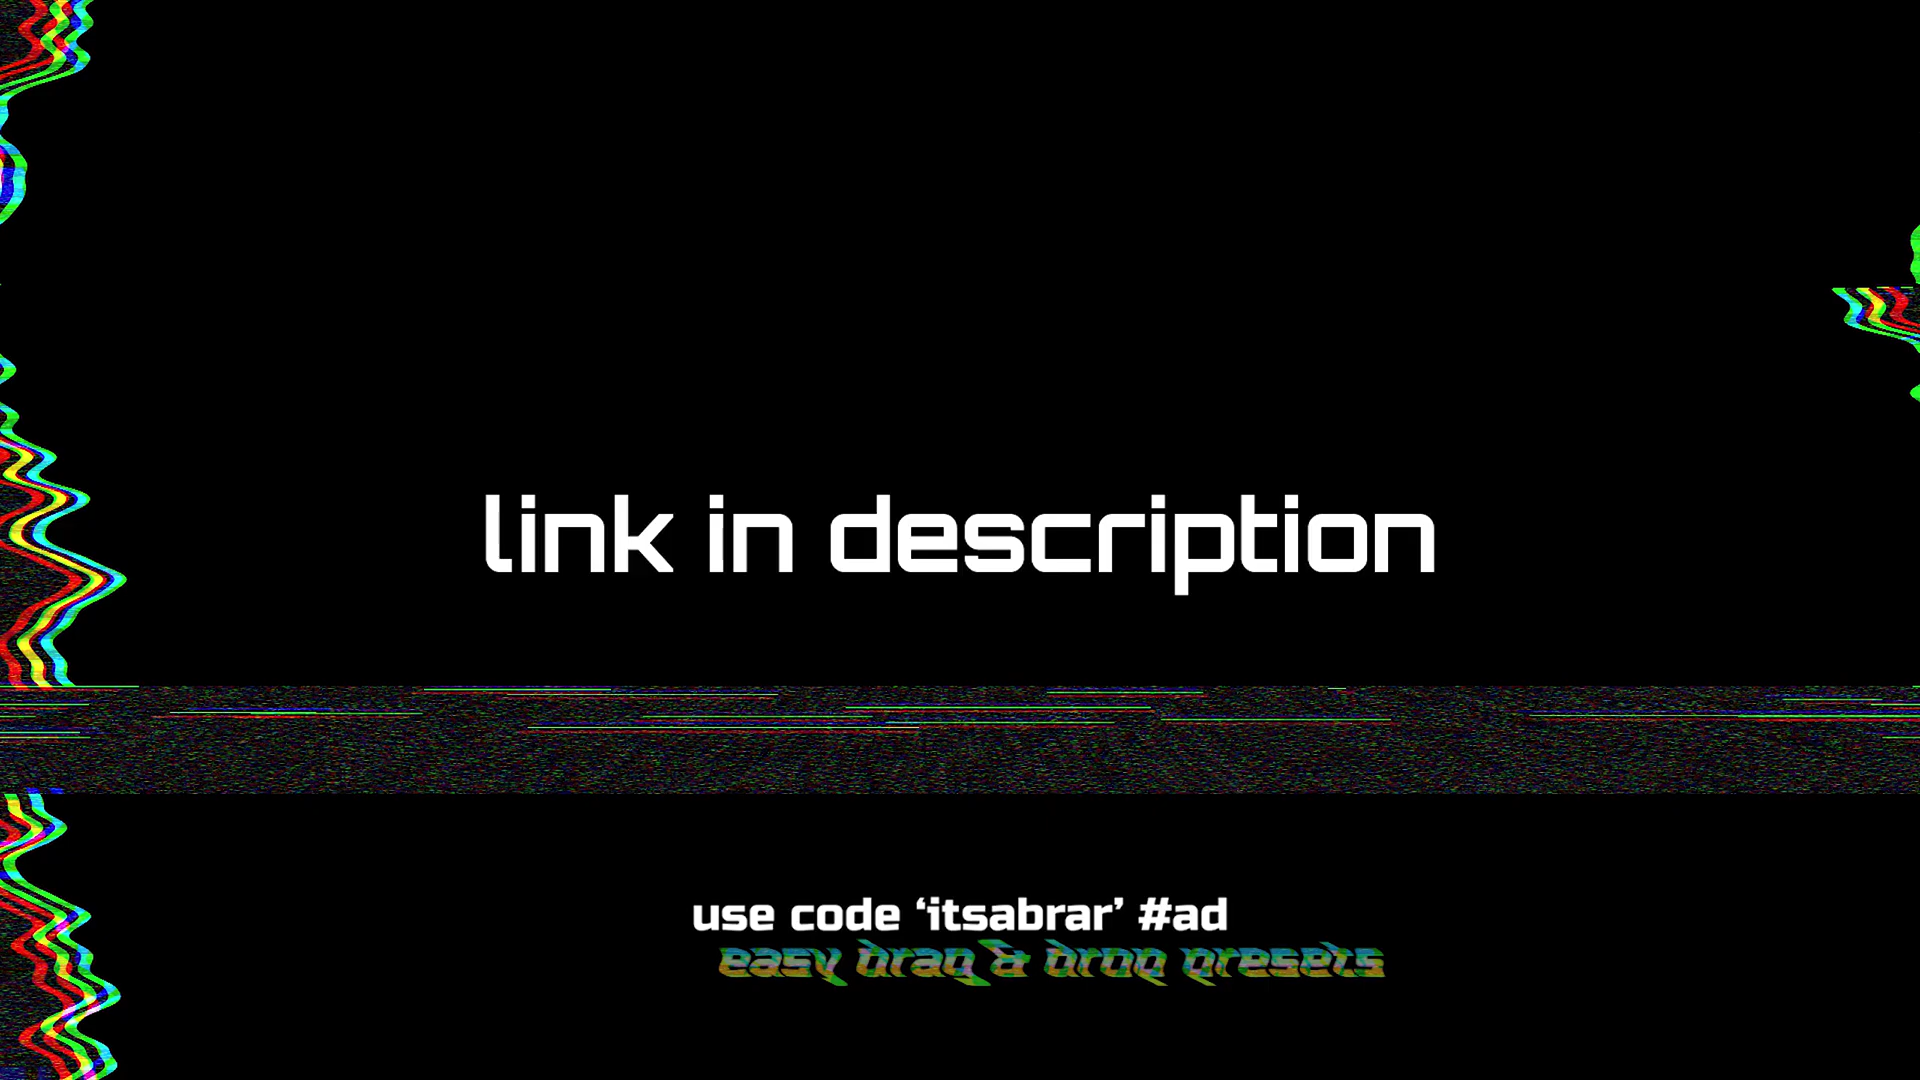 link in description
use code ‘itsabrar’ #ad
easy drag & drop presets